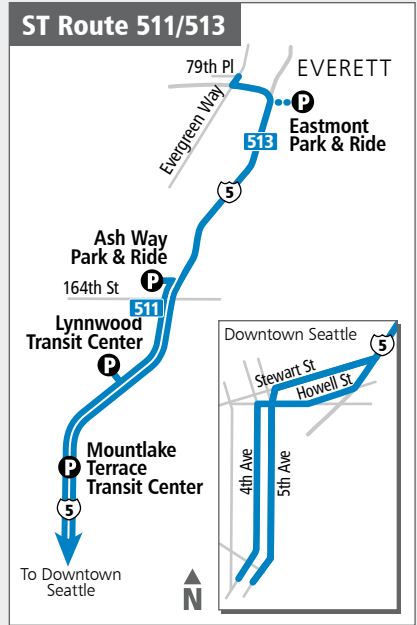 ST Route 511/513
79th Pl
EVERETT
Evergreen Way
P
Eastmont
Park & Ride
513
5
Ash Way
Park & Ride
P
164th St
511
Lynnwood
Transit Center
P
Mountlake
Terrace
Transit Center
P
5
To Downtown
Seattle
N
Downtown Seattle
5
Stewart St
Howell St
4th Ave
5th Ave